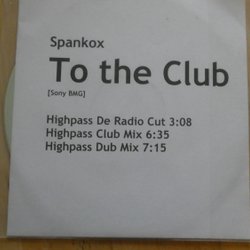 Spankox
To the Club
[Sony BMG]
Highpass De Radio Cut 3:08
Highpass Club Mix 6:35
Highpass Dub Mix 7:15